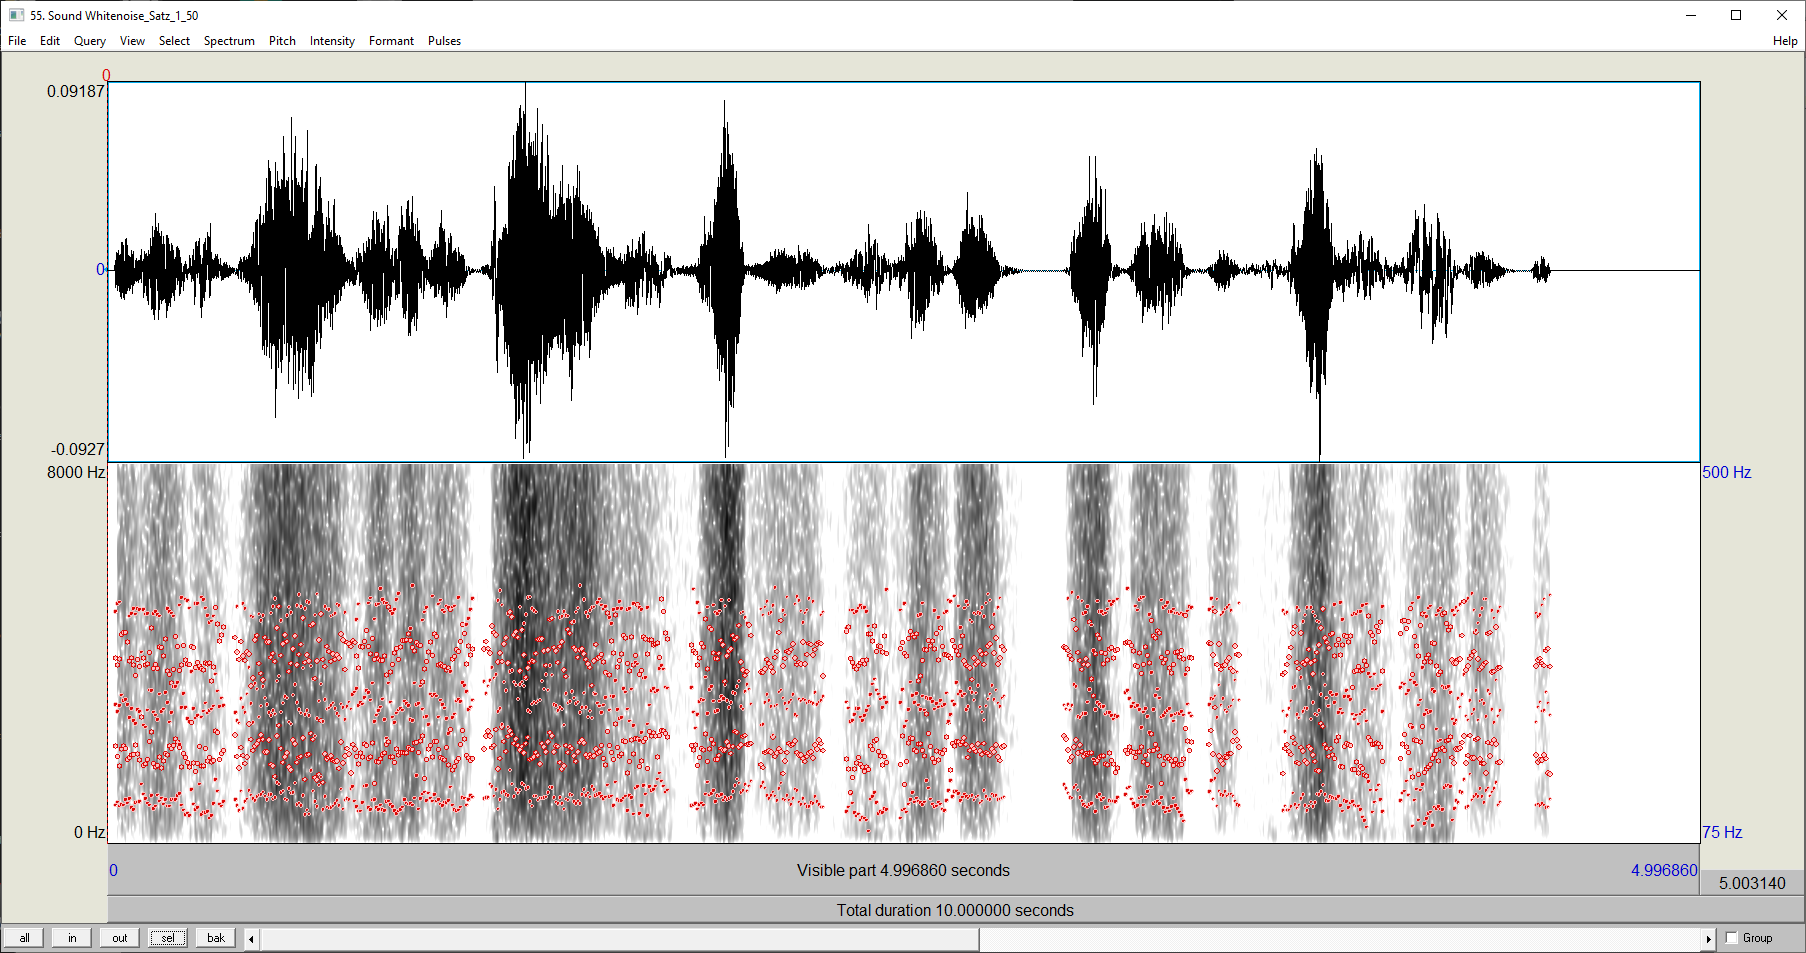 55. Sound Whitenoise_Satz_1_50
File Edit Query View Select Spectrum Pitch Intensity Formant Pulses Help
0
0.09187
0
-0.0927
8000 Hz 500 Hz
0 Hz 75 Hz
0 Visible part 4.996860 seconds 4.996860
5.003140
Total duration 10.000000 seconds
all in out sel bak Group